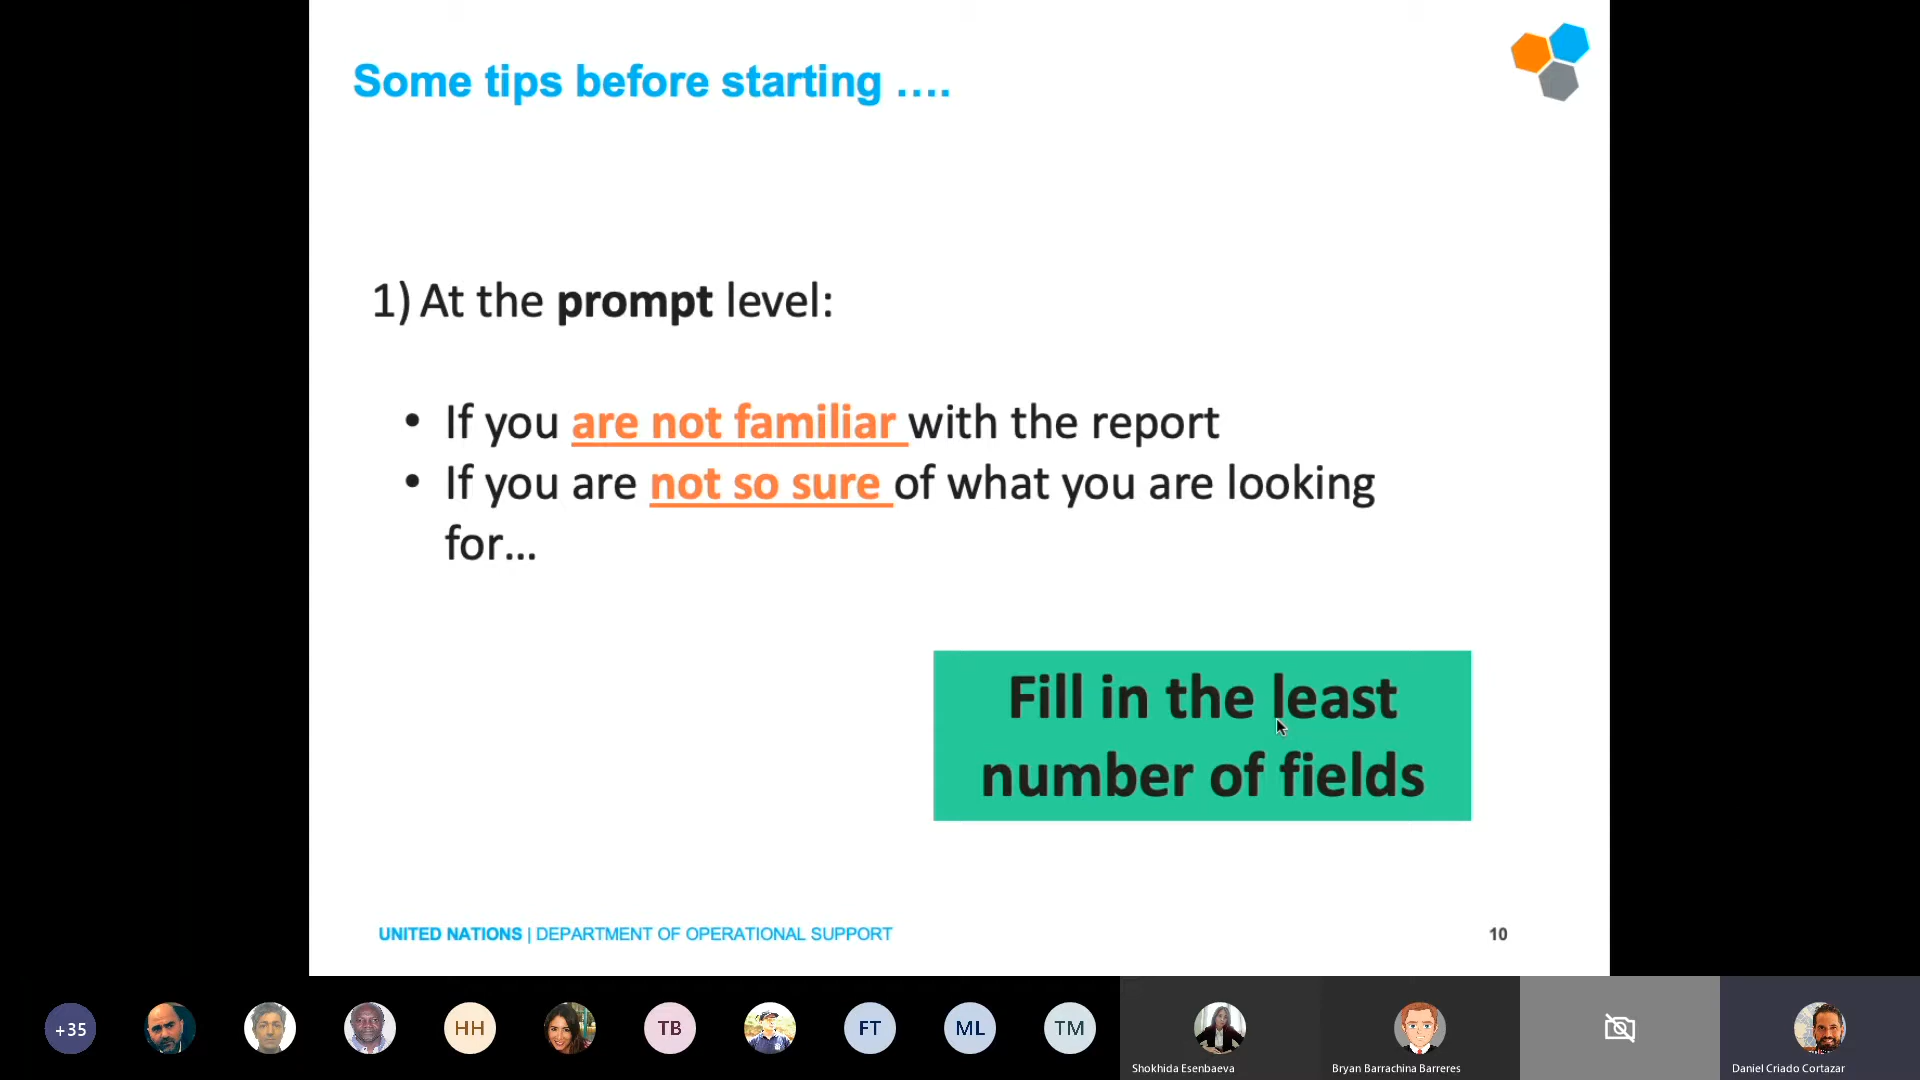 Some tips before starting ....
1) At the prompt level:
• If you are not familiar with the report
• If you are not so sure of what you are looking
for...
Fill in the least
number of fields
UNITED NATIONS | DEPARTMENT OF OPERATIONAL SUPPORT
10
+35
HH
TB
FT
ML
TM
Shokhida Esenbaeva
Bryan Barrachina Barreres
Daniel Criado Cortazar